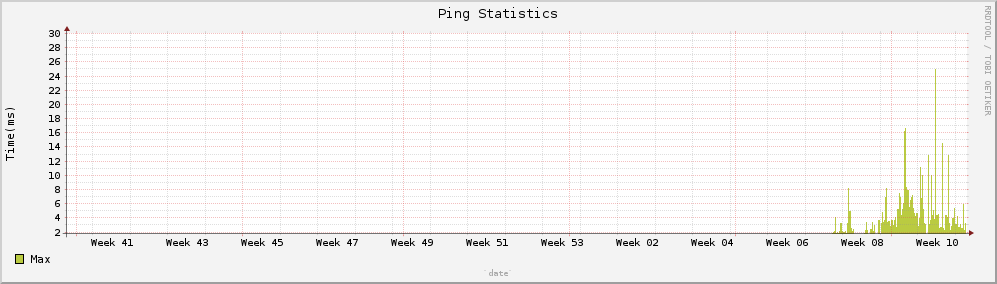 Ping Statistics
RRDTOOL / TOBI OETIKER
Time(ms)
30
28
26
24
22
20
18
16
14
12
10
8
6
4
2
Week 41 Week 43 Week 45 Week 47 Week 49 Week 51 Week 53 Week 02 Week 04 Week 06 Week 08 Week 10
Max
`date`